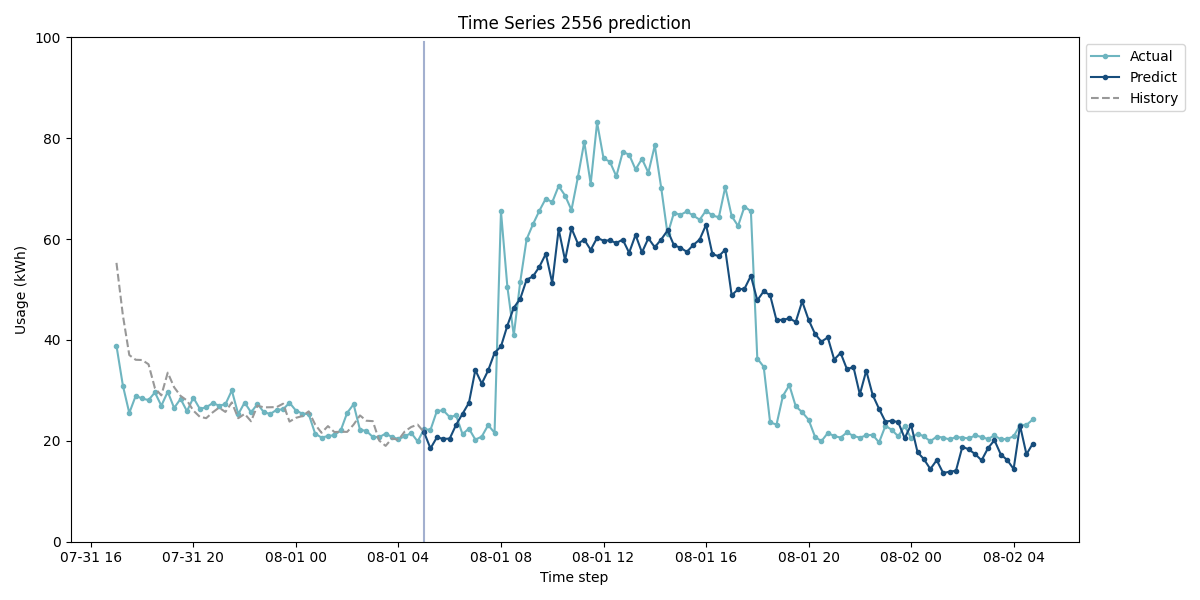 Time Series 2556 prediction
100
80
60
40
20
0
Usage (kWh)
07-31 16
07-31 20
08-01 00
08-01 04
08-01 08
08-01 12
08-01 16
08-01 20
08-02 00
08-02 04
Time step
Actual
Predict
History